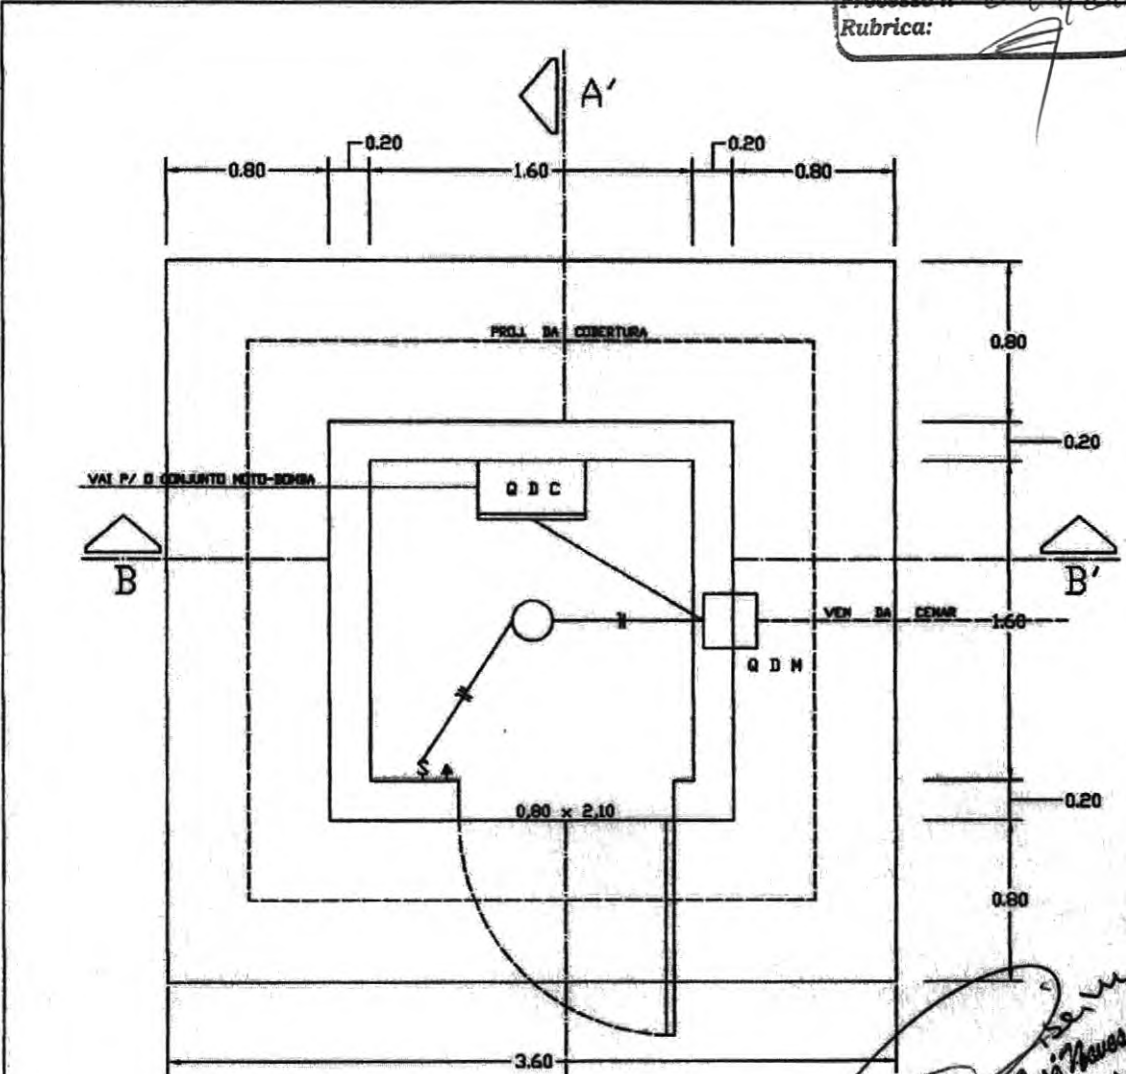 Rubrica:
A'
0.20
0.20
0.80
1.60
0.80
PROJ. DA COBERTURA
0.80
0.20
VAI P/ O CONJUNTO MOTO-BOMBA
Q D C
B
B'
VEM DA CEMAR
1.60
Q D M
S
0,80 x 2,10
0.20
0.80
3.60